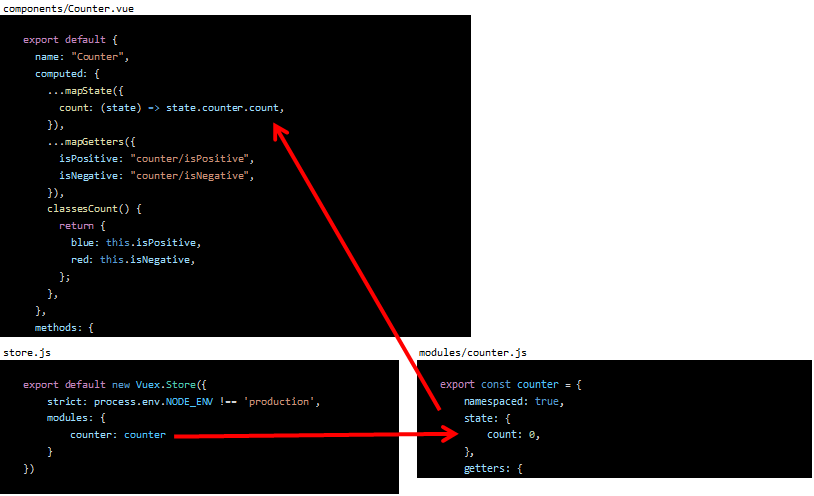 components/Counter.vue
export default {
name: "Counter",
computed: {
...mapState({
count: (state) => state.counter.count,
}),
...mapGetters({
isPositive: "counter/isPositive",
isNegative: "counter/isNegative",
}),
classesCount() {
return {
blue: this.isPositive,
red: this.isNegative,
};
},
},
methods: {
store.js
export default new Vuex.Store({
strict: process.env.NODE_ENV !== 'production',
modules: {
counter: counter
}
})
modules/counter.js
export const counter = {
namespaced: true,
state: {
count: 0,
},
getters: {